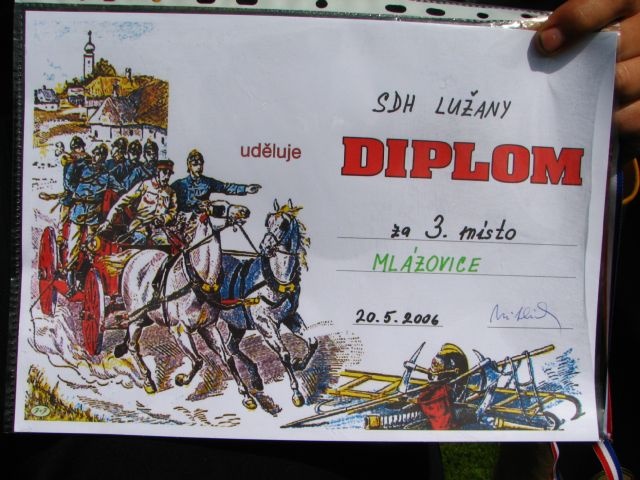 SDH LUŽANY
uděluje
DIPLOM
za 3. místo
MLÁZOVICE
20.5.2006